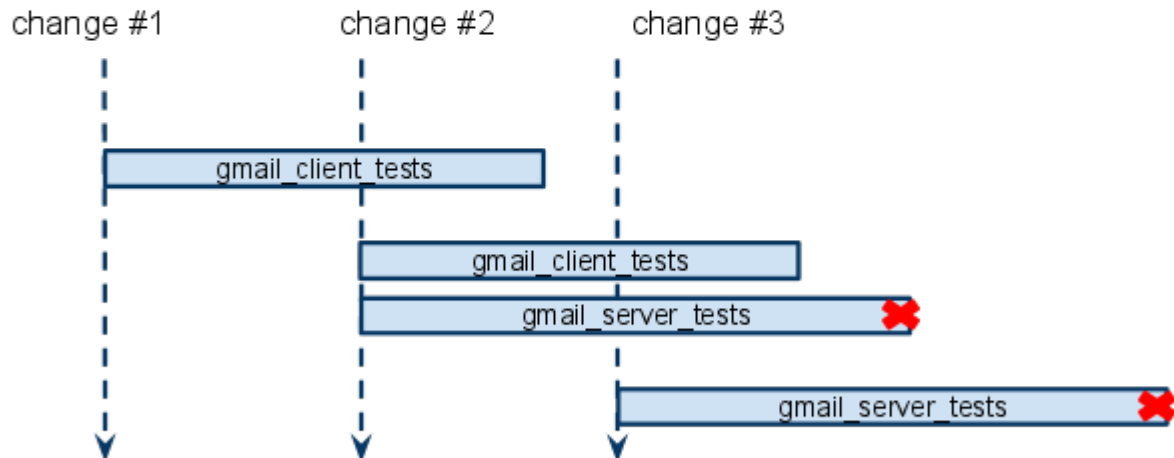 change #1
change #2
change #3
gmail_client_tests
gmail_client_tests
gmail_server_tests
gmail_server_tests